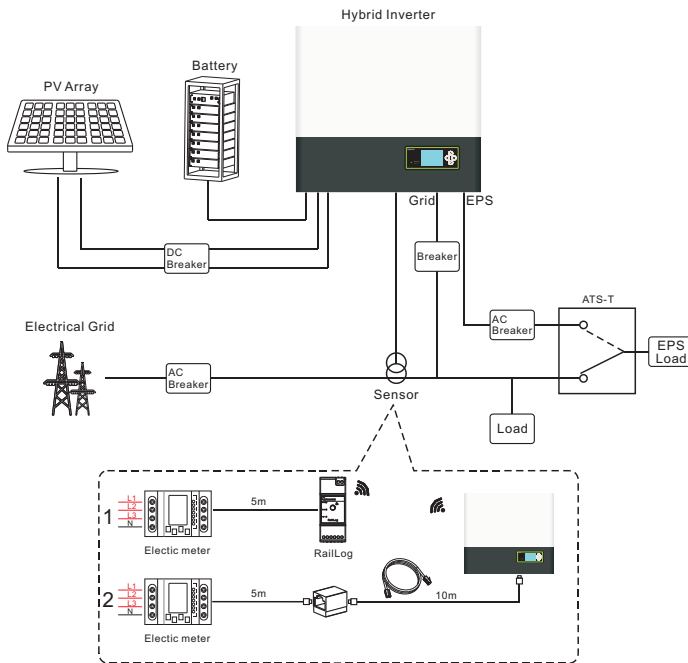 Hybrid Inverter
Battery
PV Array
Grid
EPS
DC
Breaker
Breaker
ATS-T
AC
Breaker
Electrical Grid
EPS
Load
AC
Breaker
Sensor
Load
1
L1
L2
L3
N
5m
Electic meter
RailLog
2
L1
L2
L3
N
5m
10m
Electic meter